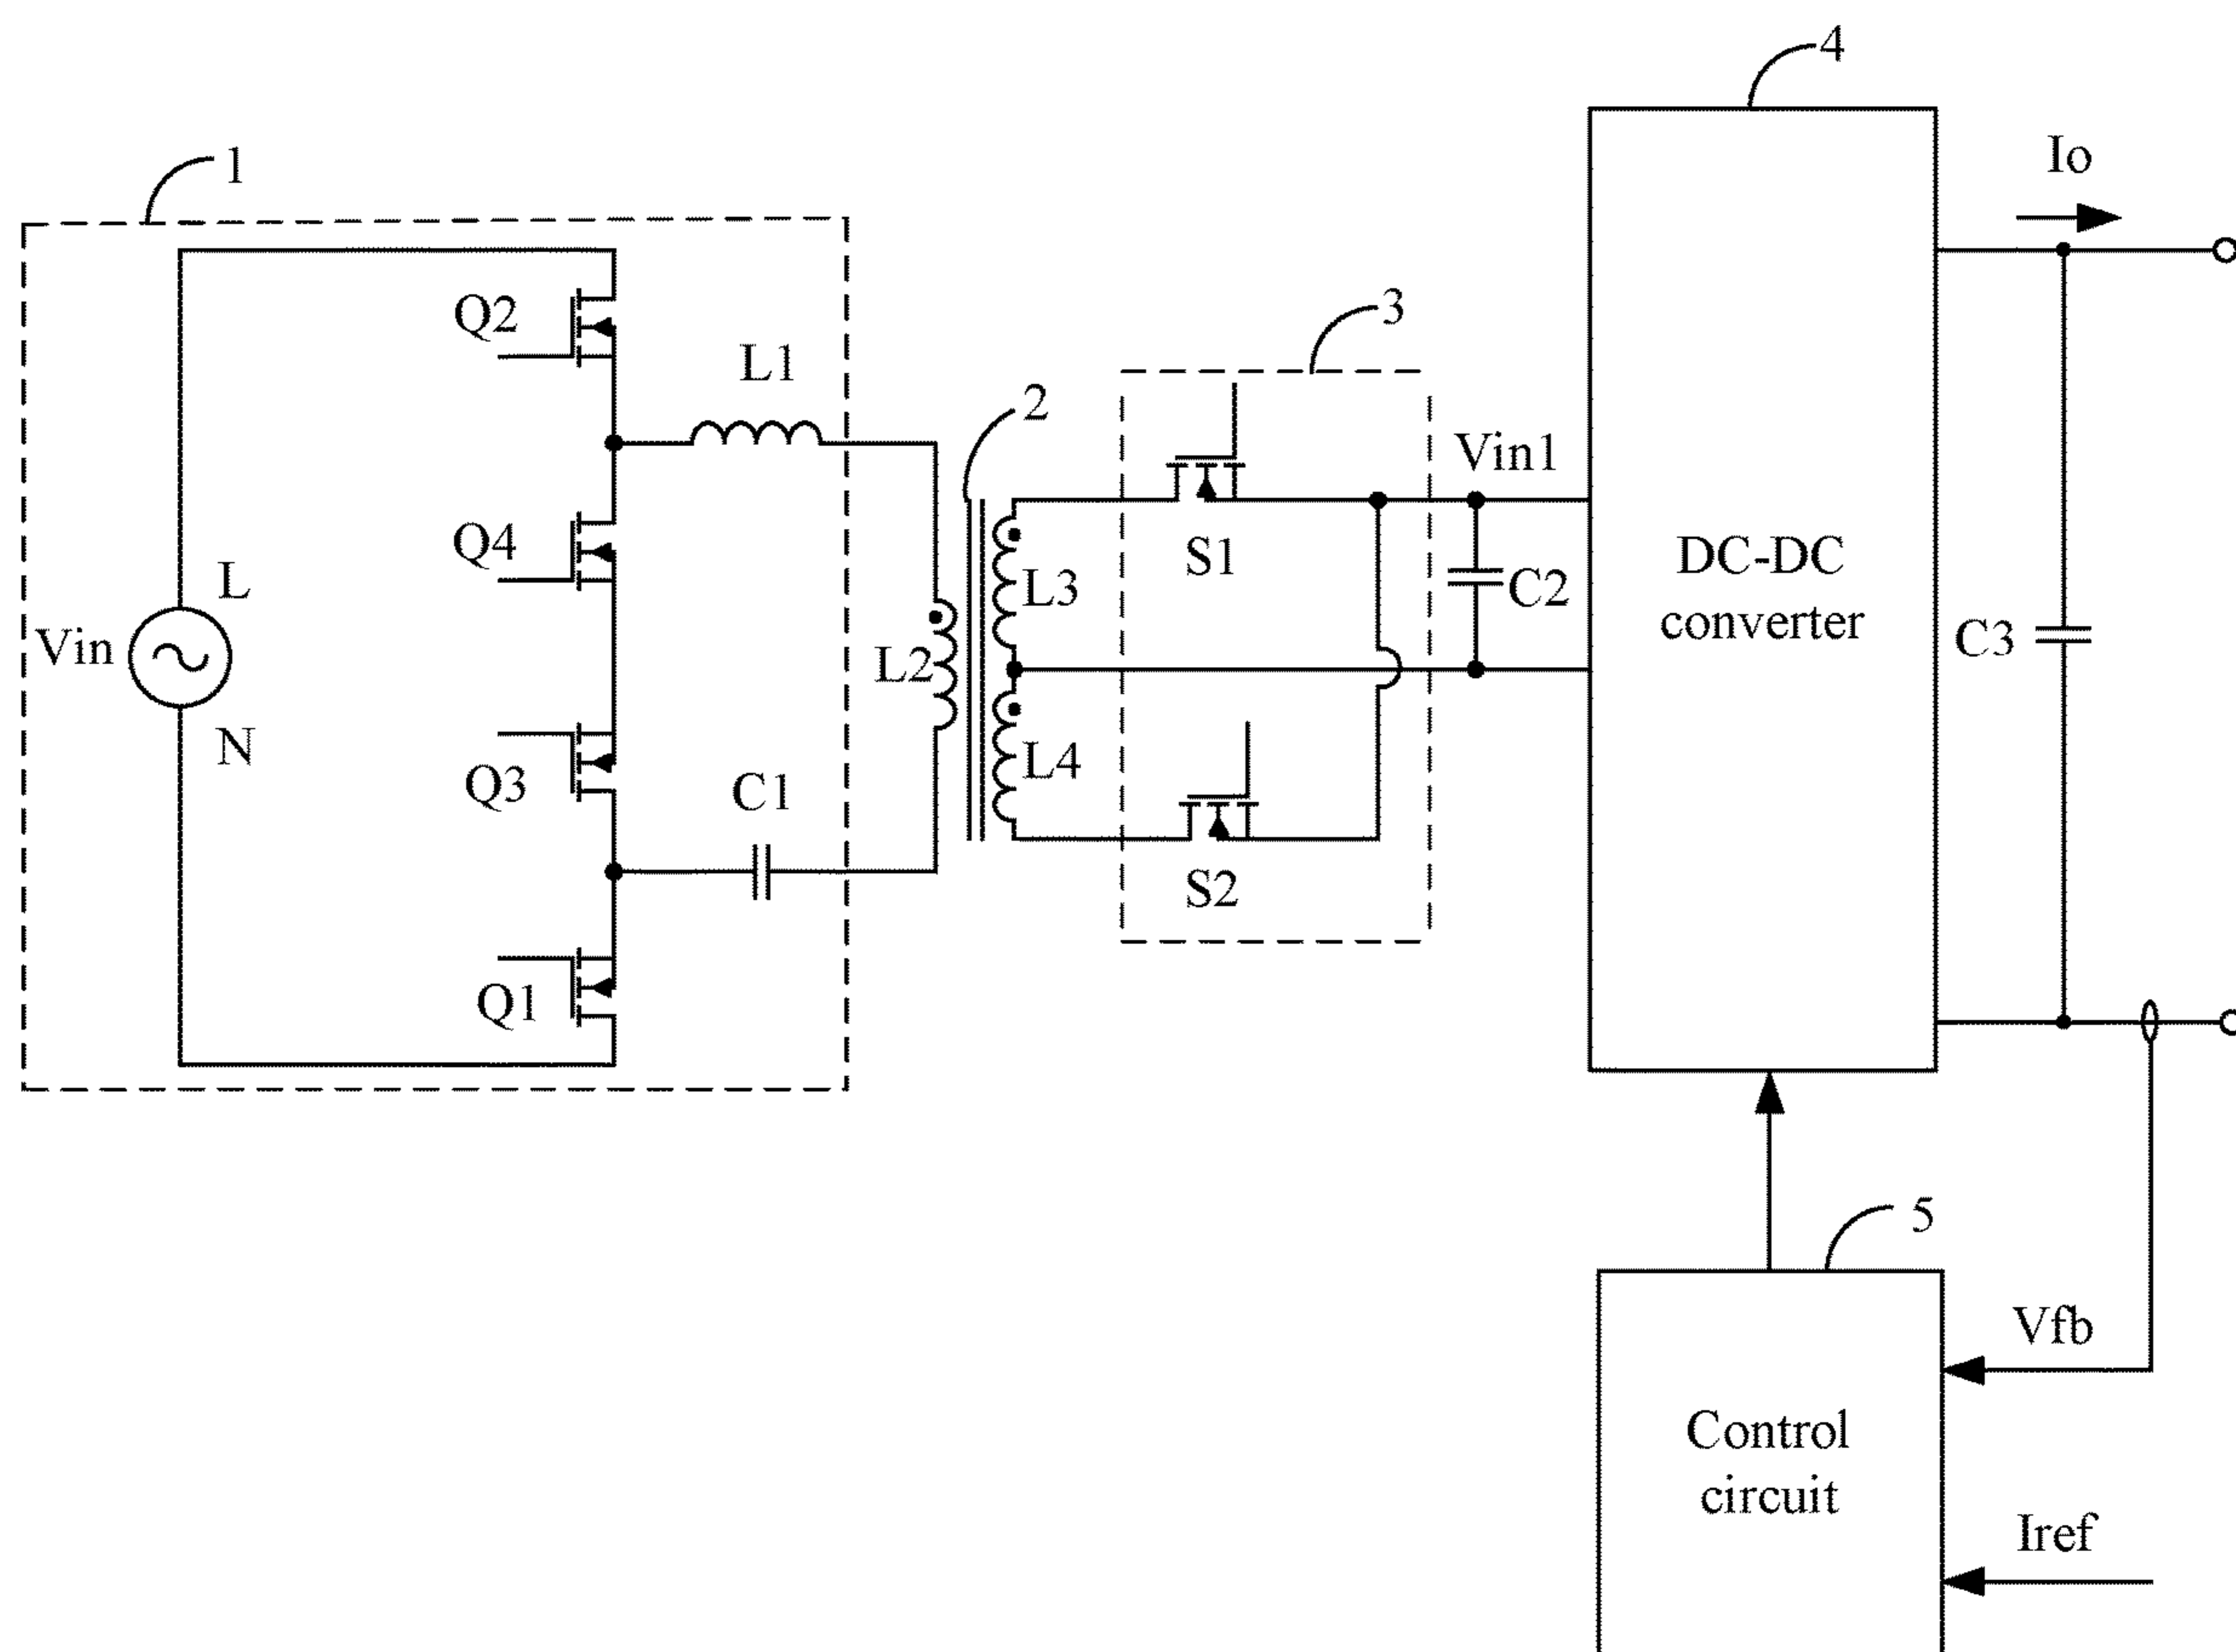 4
Io
1
Q2
3
L1
2
Vin1
Q4
S1
DC-DC
converter
L
L3
C2
Vin
L2
C3
N
L4
Q3
C1
S2
Q1
5
Vfb
Control
circuit
Iref